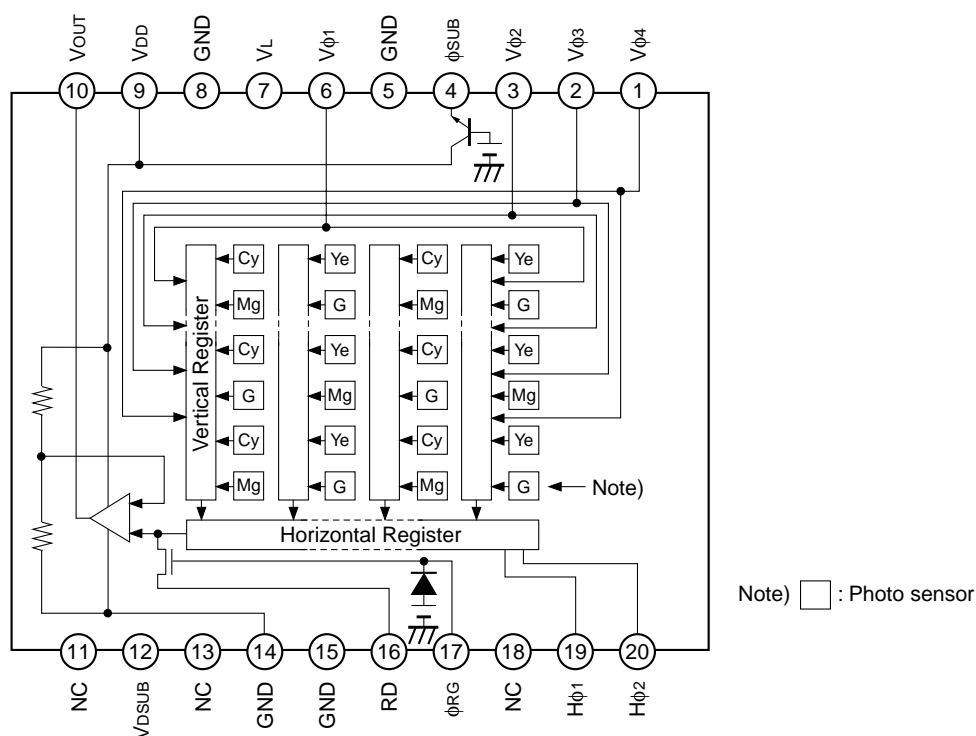 VOUT
VDD
GND
VL
Vφ1
GND
φSUB
Vφ2
Vφ3
Vφ4
10 9 8 7 6 5 4 3 2 1
Cy Ye Cy Ye
Mg G Mg G
Cy Ye Cy Ye
G Mg G Mg
Cy Ye Cy Ye
Mg G Mg G
Vertical Register
Note)
Horizontal Register
Note) : Photo sensor
11 12 13 14 15 16 17 18 19 20
NC
VDSUB
NC
GND
GND
RD
φRG
NC
Hφ1
Hφ2